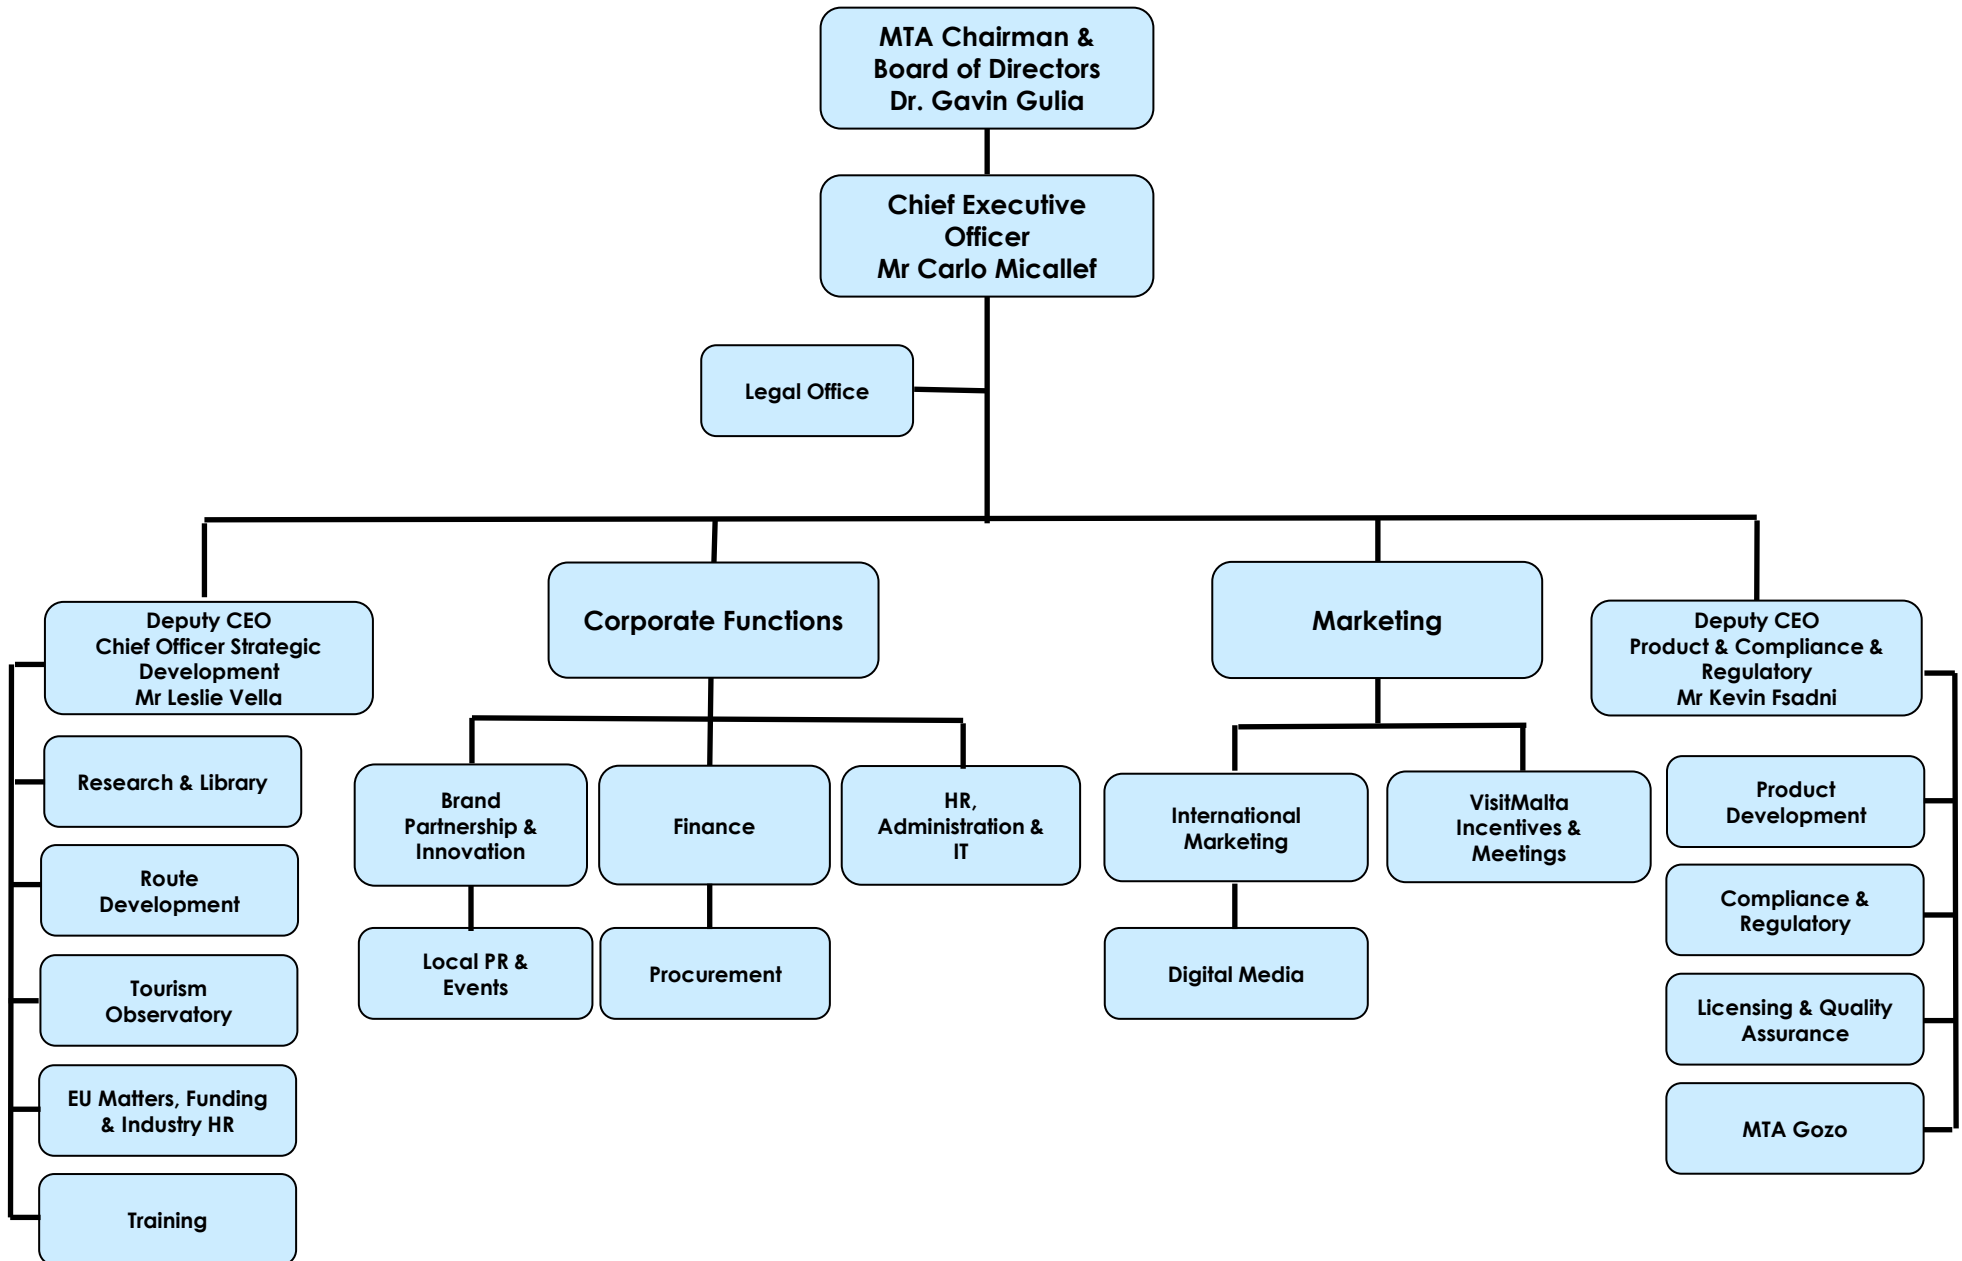 MTA Chairman &
Board of Directors
Dr. Gavin Gulia
Chief Executive
Officer
Mr Carlo Micallef
Legal Office
Deputy CEO
Chief Officer Strategic
Development
Mr Leslie Vella
Corporate Functions
Marketing
Deputy CEO
Product & Compliance &
Regulatory
Mr Kevin Fsadni
Research & Library
Route
Development
Tourism
Observatory
EU Matters, Funding
& Industry HR
Training
Brand
Partnership &
Innovation
Finance
HR,
Administration &
IT
Local PR &
Events
Procurement
International
Marketing
VisitMalta
Incentives &
Meetings
Digital Media
Product
Development
Compliance &
Regulatory
Licensing & Quality
Assurance
MTA Gozo